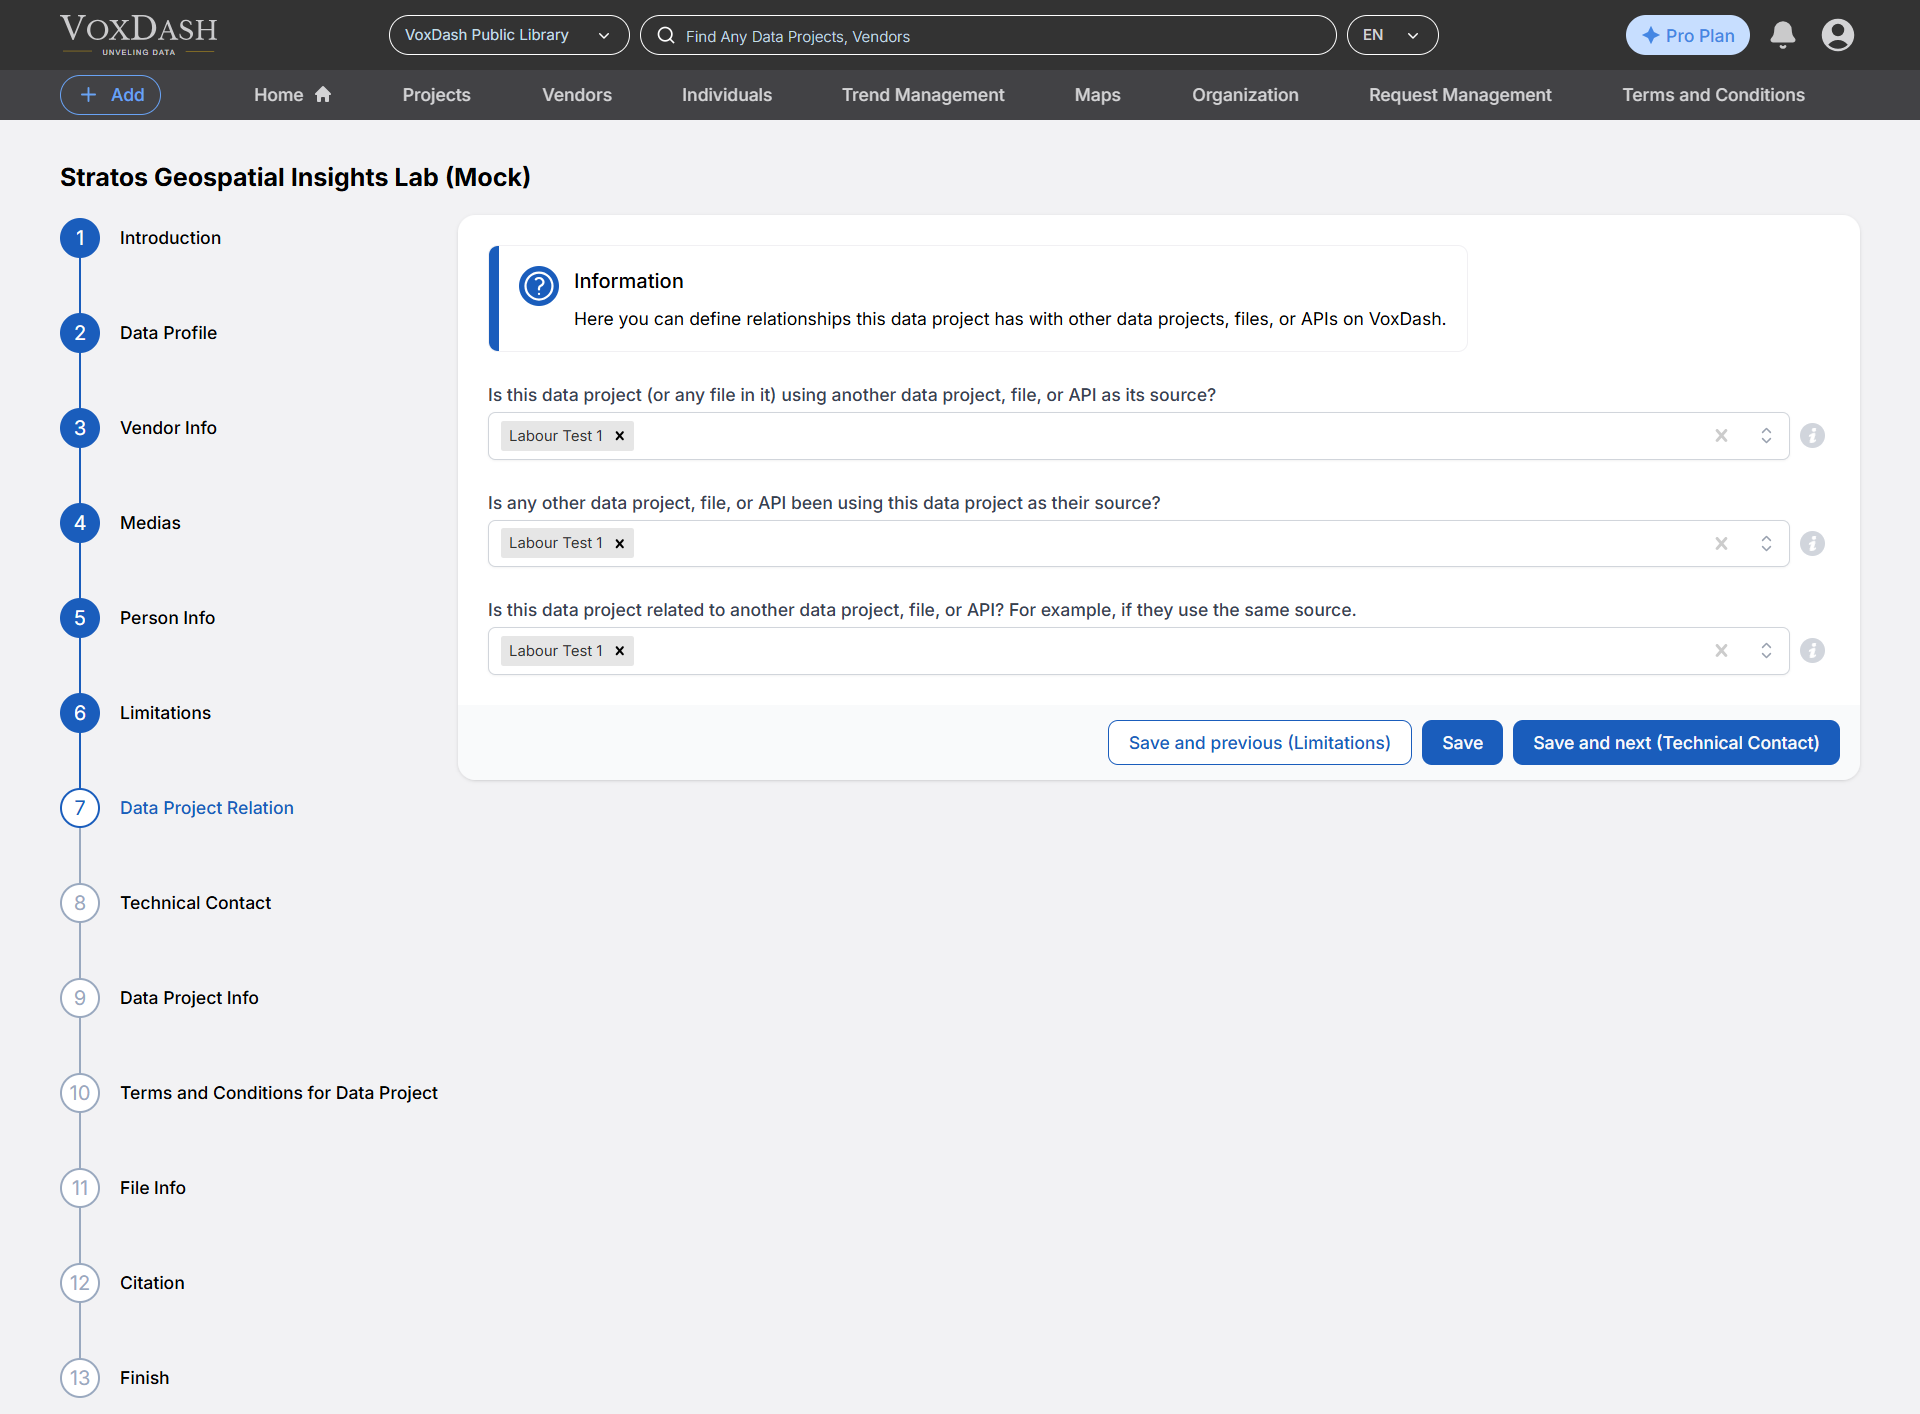 VOXDASH
UNVELING DATA
VoxDash Public Library
Find Any Data Projects, Vendors
EN
Pro Plan
Add
Home
Projects
Vendors
Individuals
Trend Management
Maps
Organization
Request Management
Terms and Conditions
Stratos Geospatial Insights Lab (Mock)
1 Introduction
2 Data Profile
3 Vendor Info
4 Medias
5 Person Info
6 Limitations
7 Data Project Relation
8 Technical Contact
9 Data Project Info
10 Terms and Conditions for Data Project
11 File Info
12 Citation
13 Finish
Information
Here you can define relationships this data project has with other data projects, files, or APIs on VoxDash.
Is this data project (or any file in it) using another data project, file, or API as its source?
Labour Test 1
Is any other data project, file, or API been using this data project as their source?
Labour Test 1
Is this data project related to another data project, file, or API? For example, if they use the same source.
Labour Test 1
Save and previous (Limitations)
Save
Save and next (Technical Contact)